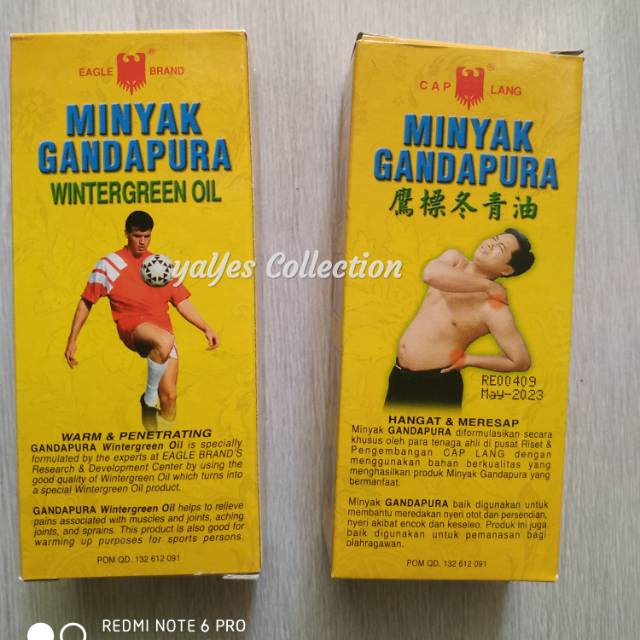 EAGLE BRAND
MINYAK
GANDAPURA
WINTERGREEN OIL
WARM & PENETRATING
GANDAPURA Wintergreen Oil is specially
formulated by the experts at EAGLE BRAND'S
Research & Development Center by using the
good quality of Wintergreen Oil which turns into
a special Wintergreen Oil product.
GANDAPURA Wintergreen Oil helps to relieve
pains associated with muscles and joints, aching
joints, and sprains. This product is also good for
warming up purposes for sports persons.
POM QD. 132 612 091
CAP LANG
MINYAK
GANDAPURA
鷹標冬青油
RE00409
May-2023
HANGAT & MERESAP
Minyak GANDAPURA diformulasikan secara
khusus oleh para tenaga ahli di pusat Riset &
Pengembangan CAP LANG dengan
menggunakan bahan berkualitas yang
menghasilkan produk Minyak Gandapura yang
bermanfaat.
Minyak GANDAPURA baik digunakan untuk
membantu meredakan nyeri otot dan persendian,
nyeri akibat encok dan keseleo. Produk ini juga
baik digunakan untuk pemanasan bagi
olahragawan.
POM QD. 132 612 091
yaYes Collection
REDMI NOTE 6 PRO